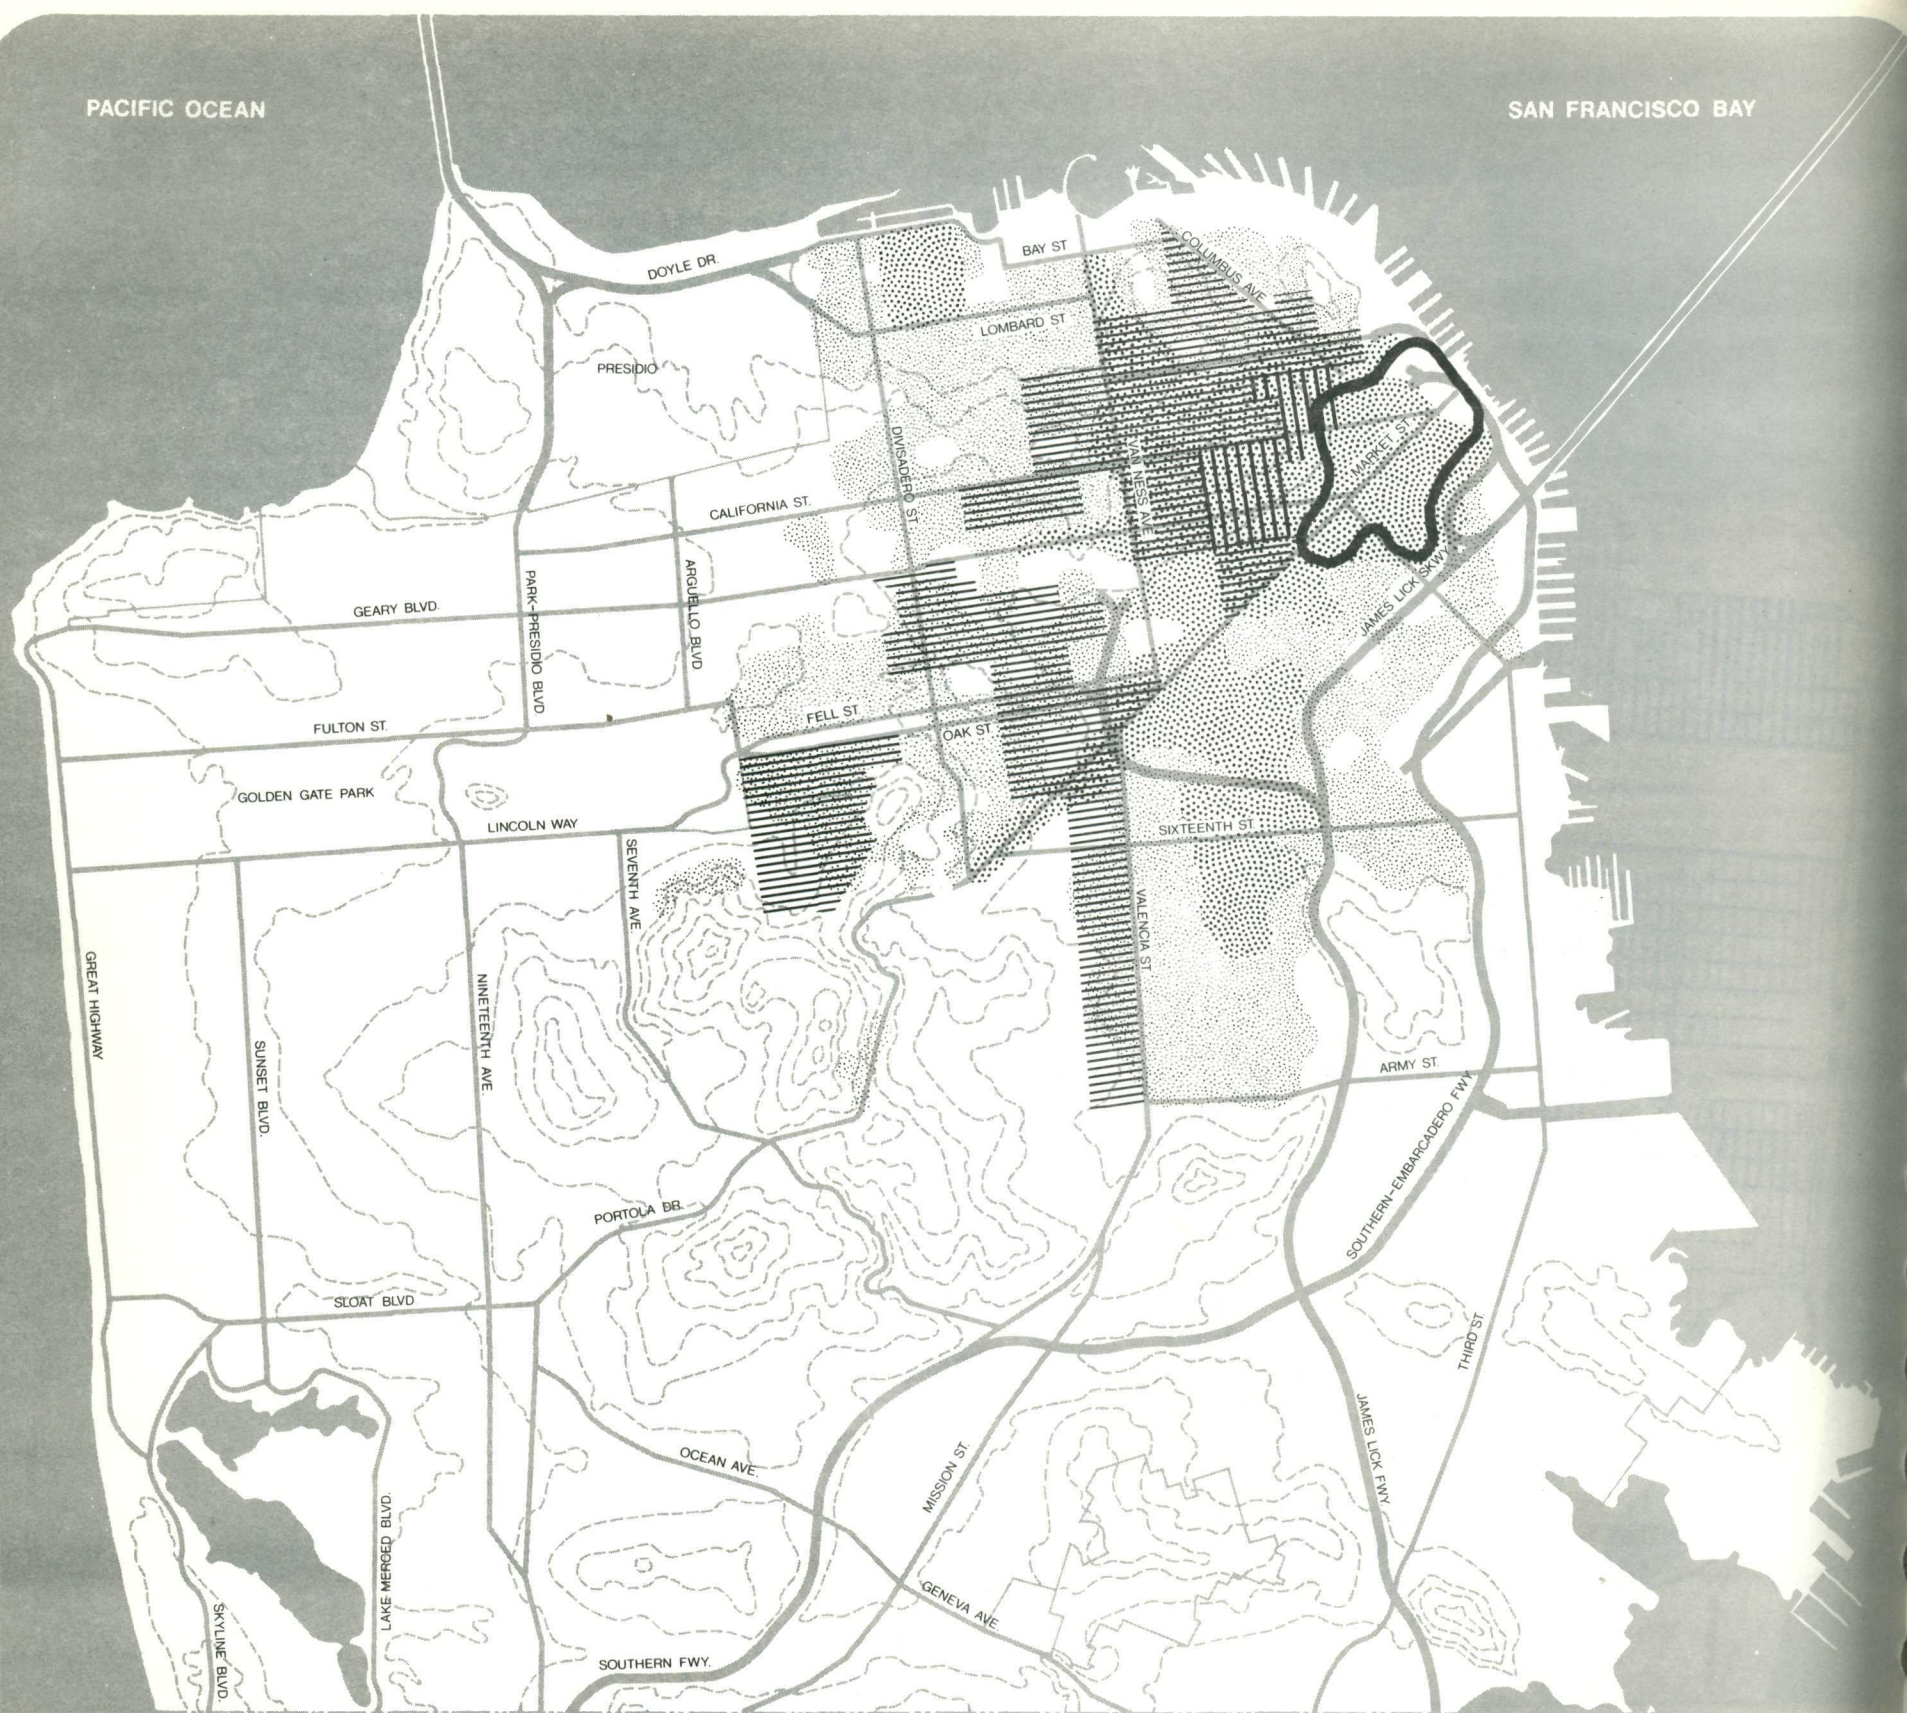 PACIFIC OCEAN
SAN FRANCISCO BAY
BAY ST
COLUMBUS AVE
DOYLE DR.
LOMBARD ST
PRESIDIO
DIVISADERO ST.
VAN NESS AVE
MARKET ST.
CALIFORNIA ST.
JAMES LICK SKWY
ARGUELLO BLVD
PARK-PRESIDIO BLVD.
GEARY BLVD.
FULTON ST.
FELL ST
OAK ST
GOLDEN GATE PARK
LINCOLN WAY
SIXTEENTH ST
SEVENTH AVE.
VALENCIA ST
GREAT HIGHWAY
NINETEENTH AVE
SUNSET BLVD.
ARMY ST.
SOUTHERN-EMBARCADERO FWY
PORTOLA DR.
SLOAT BLVD
THIRD ST
JAMES LICK FWY.
OCEAN AVE.
MISSION ST.
LAKE MERCED BLVD.
GENEVA AVE.
SKYLINE BLVD.
SOUTHERN FWY.